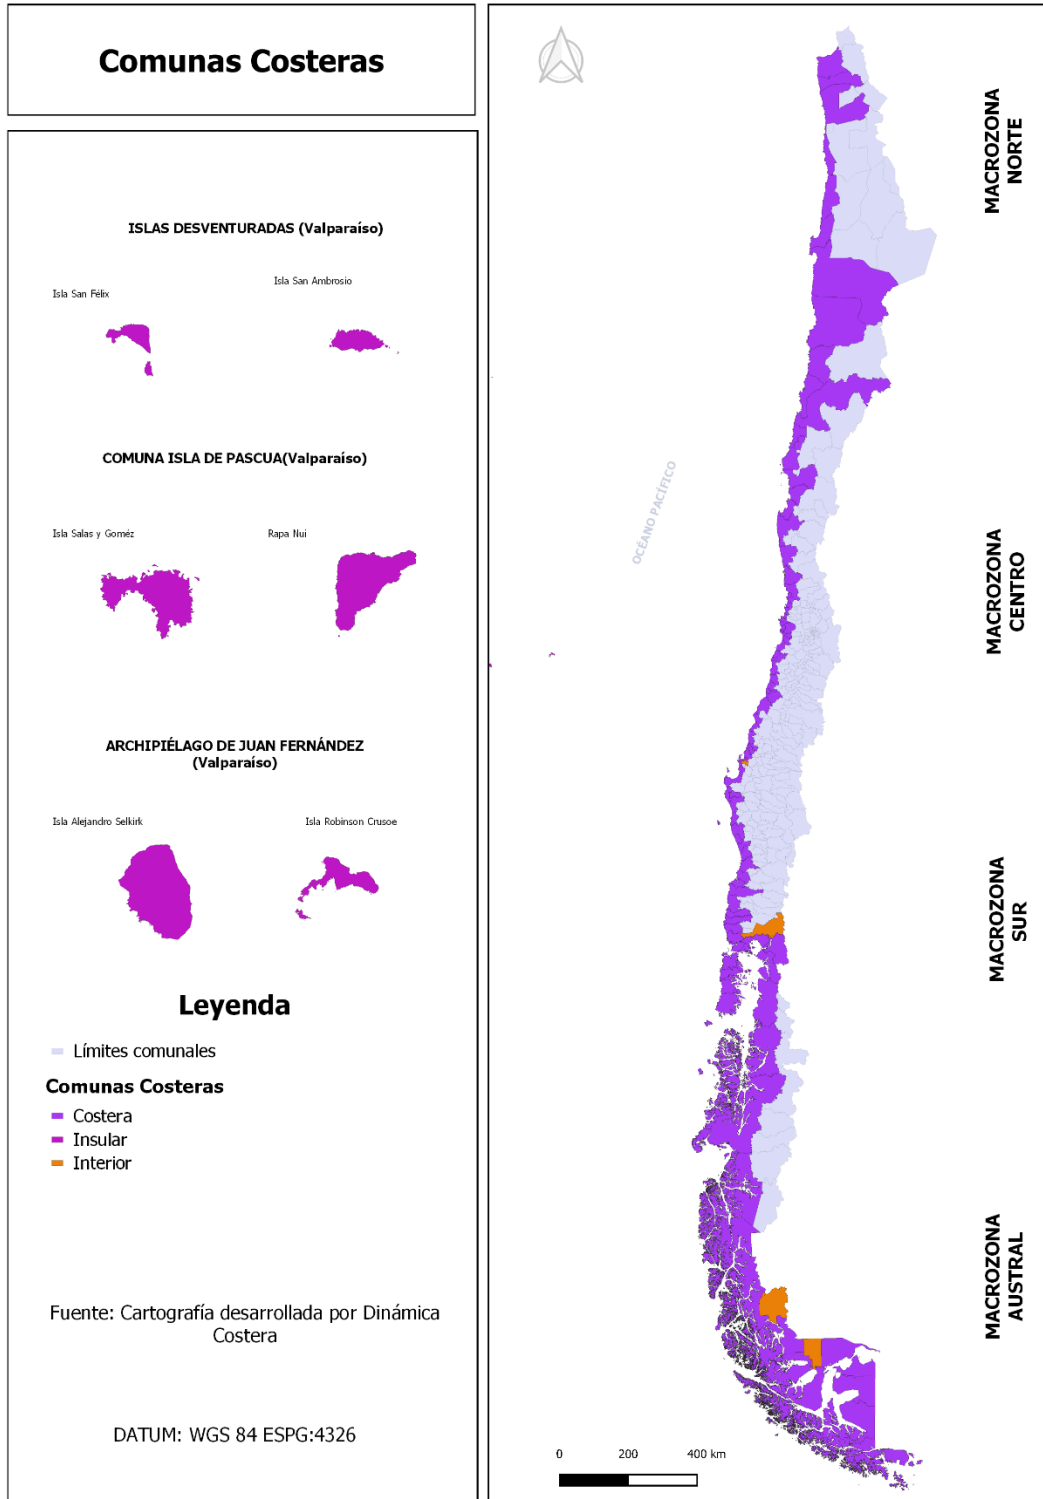 Comunas Costeras
ISLAS DESVENTURADAS (Valparaíso)
Isla San Félix
Isla San Ambrosio
COMUNA ISLA DE PASCUA(Valparaíso)
Isla Salas y Goméz
Rapa Nui
ARCHIPIÉLAGO DE JUAN FERNÁNDEZ
(Valparaíso)
Isla Alejandro Selkirk
Isla Robinson Crusoe
Leyenda
Límites comunales
Comunas Costeras
Costera
Insular
Interior
Fuente: Cartografía desarrollada por Dinámica
Costera
DATUM: WGS 84 ESPG:4326
MACROZONA
NORTE
OCÉANO PACÍFICO
MACROZONA
CENTRO
MACROZONA
SUR
MACROZONA
AUSTRAL
0 200 400 km